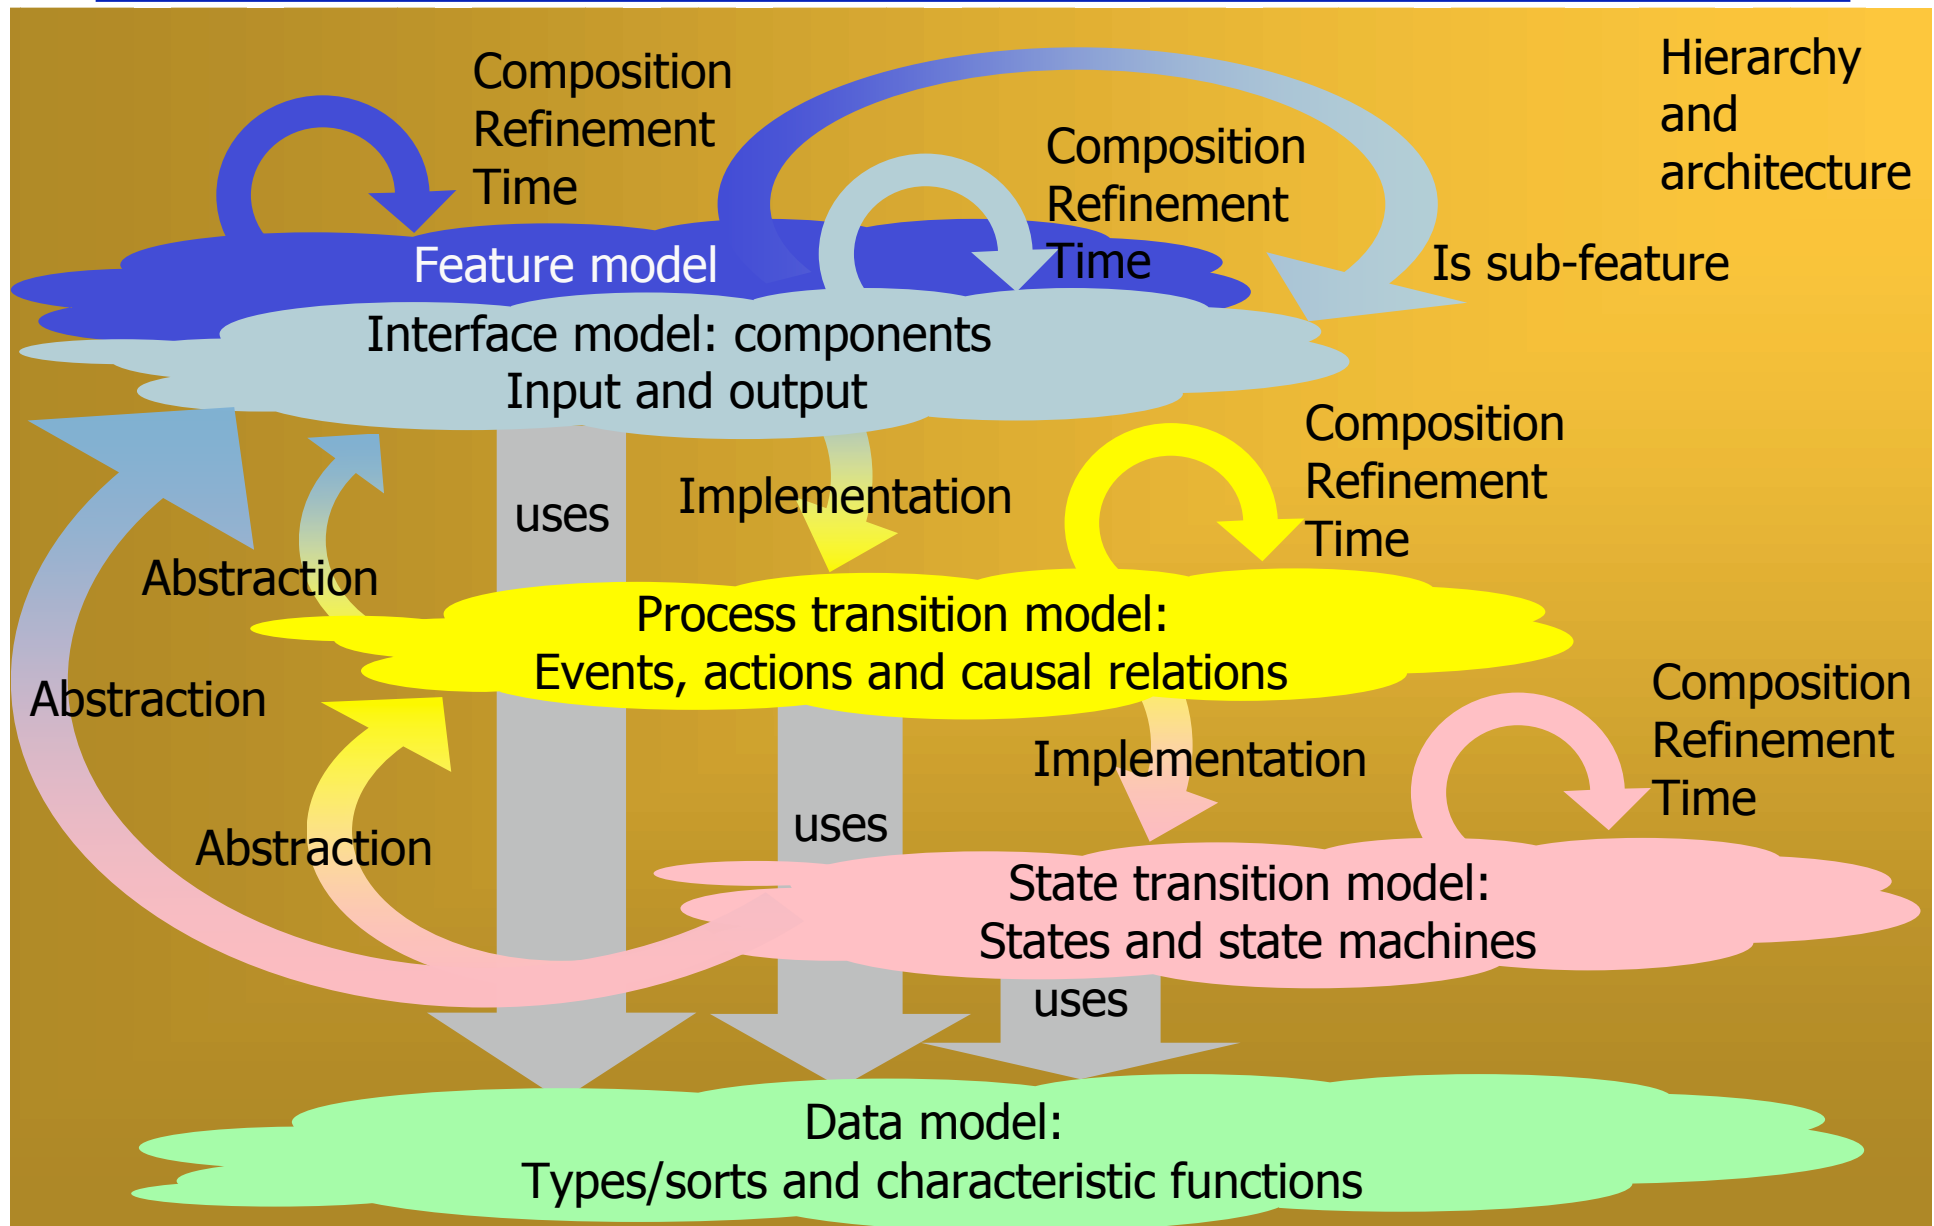 Composition
Refinement
Time
Hierarchy
and
architecture
Composition
Refinement
Time
Feature model
Is sub-feature
Interface model: components
Input and output
uses
Implementation
Composition
Refinement
Time
Abstraction
Process transition model:
Events, actions and causal relations
Abstraction
Implementation
Composition
Refinement
Time
uses
Abstraction
State transition model:
States and state machines
uses
Data model:
Types/sorts and characteristic functions